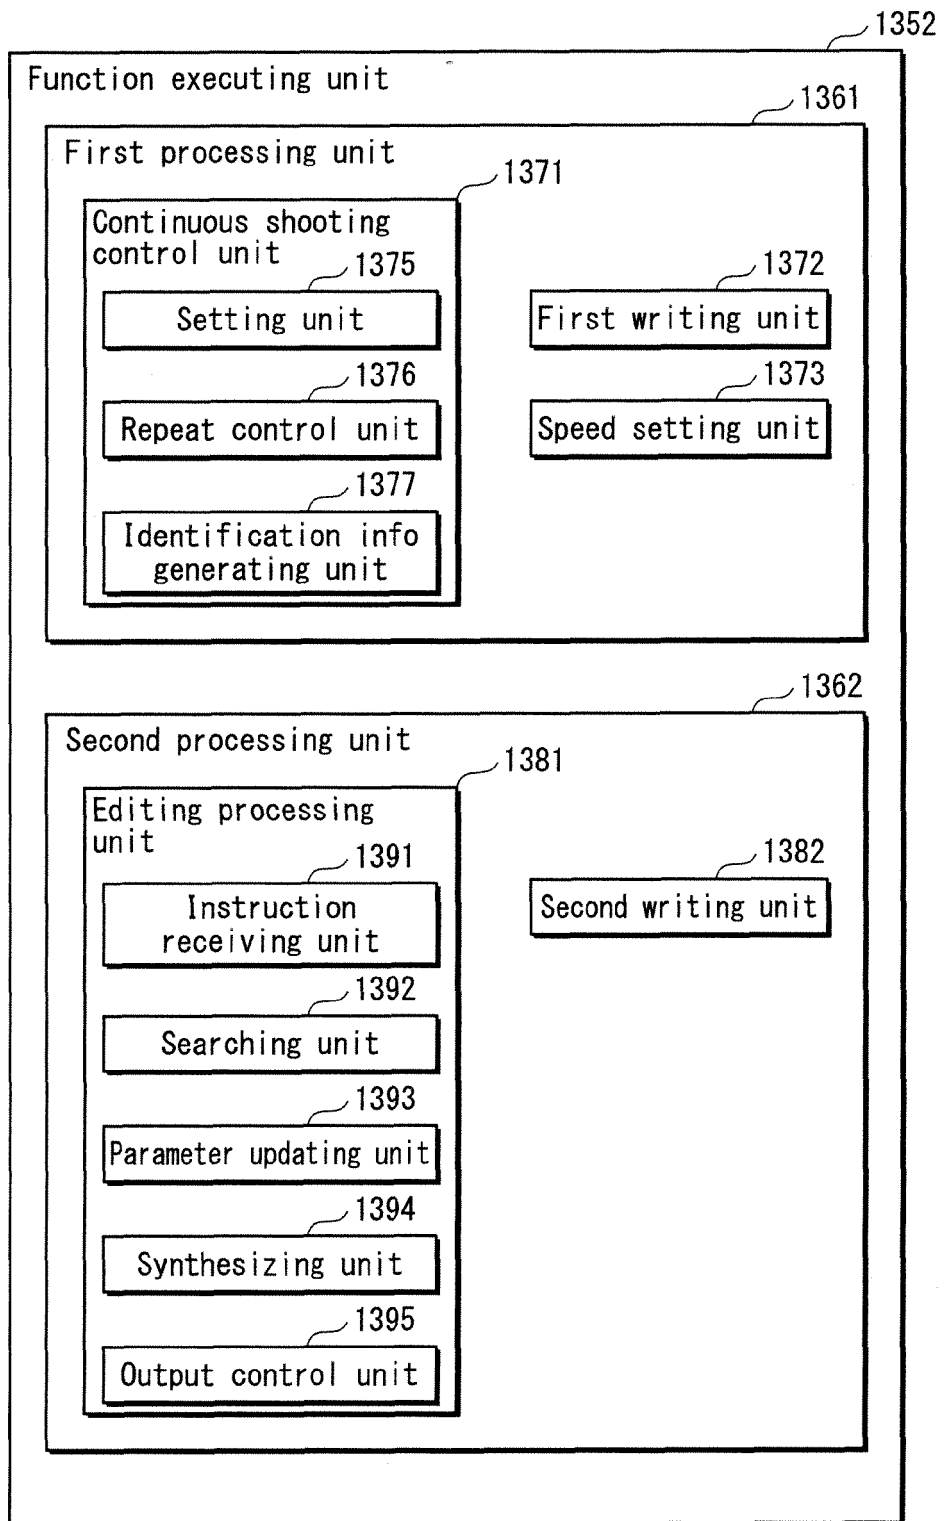 1352
Function executing unit
1361
First processing unit
1371
Continuous shooting
control unit
1375
Setting unit
1376
Repeat control unit
1377
Identification info
generating unit
1372
First writing unit
1373
Speed setting unit
1362
Second processing unit
1381
Editing processing
unit
1391
Instruction
receiving unit
1392
Searching unit
1393
Parameter updating unit
1394
Synthesizing unit
1395
Output control unit
1382
Second writing unit